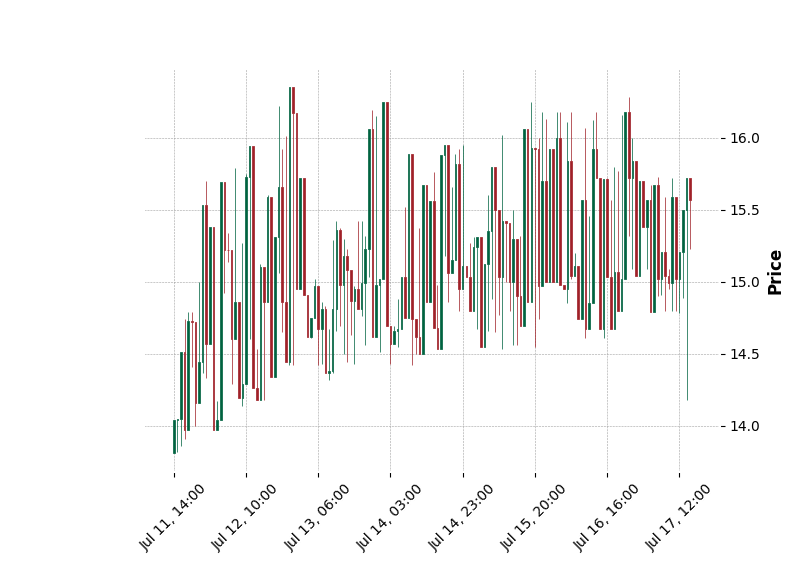 16.0
15.5
15.0
14.5
14.0
Price
Jul 11, 14:00
Jul 12, 10:00
Jul 13, 06:00
Jul 14, 03:00
Jul 14, 23:00
Jul 15, 20:00
Jul 16, 16:00
Jul 17, 12:00